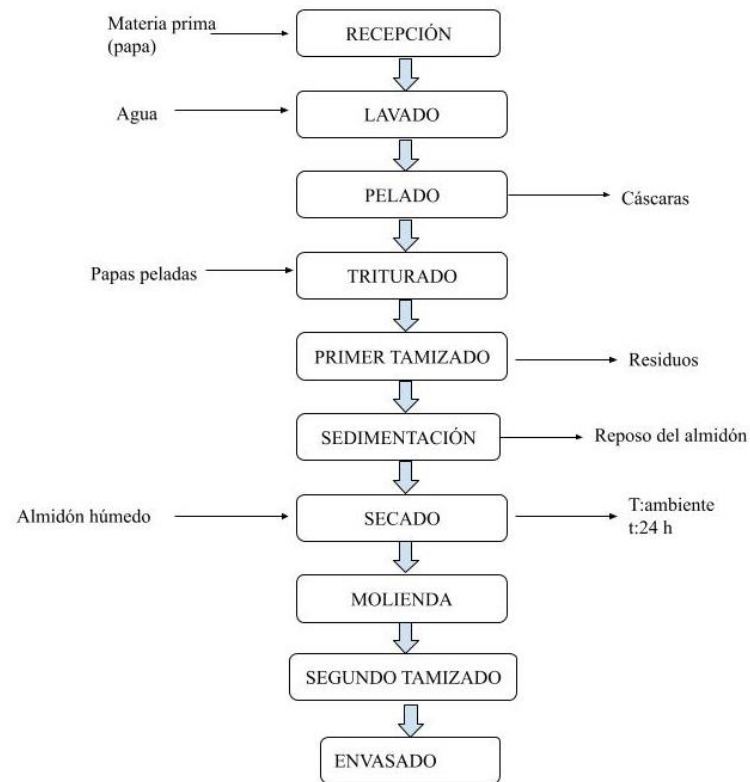 Materia prima
(papa)
RECEPCIÓN
Agua
LAVADO
PELADO
Cáscaras
Papas peladas
TRITURADO
PRIMER TAMIZADO
Residuos
SEDIMENTACIÓN
Reposo del almidón
Almidón húmedo
SECADO
T:ambiente
t:24 h
MOLIENDA
SEGUNDO TAMIZADO
ENVASADO